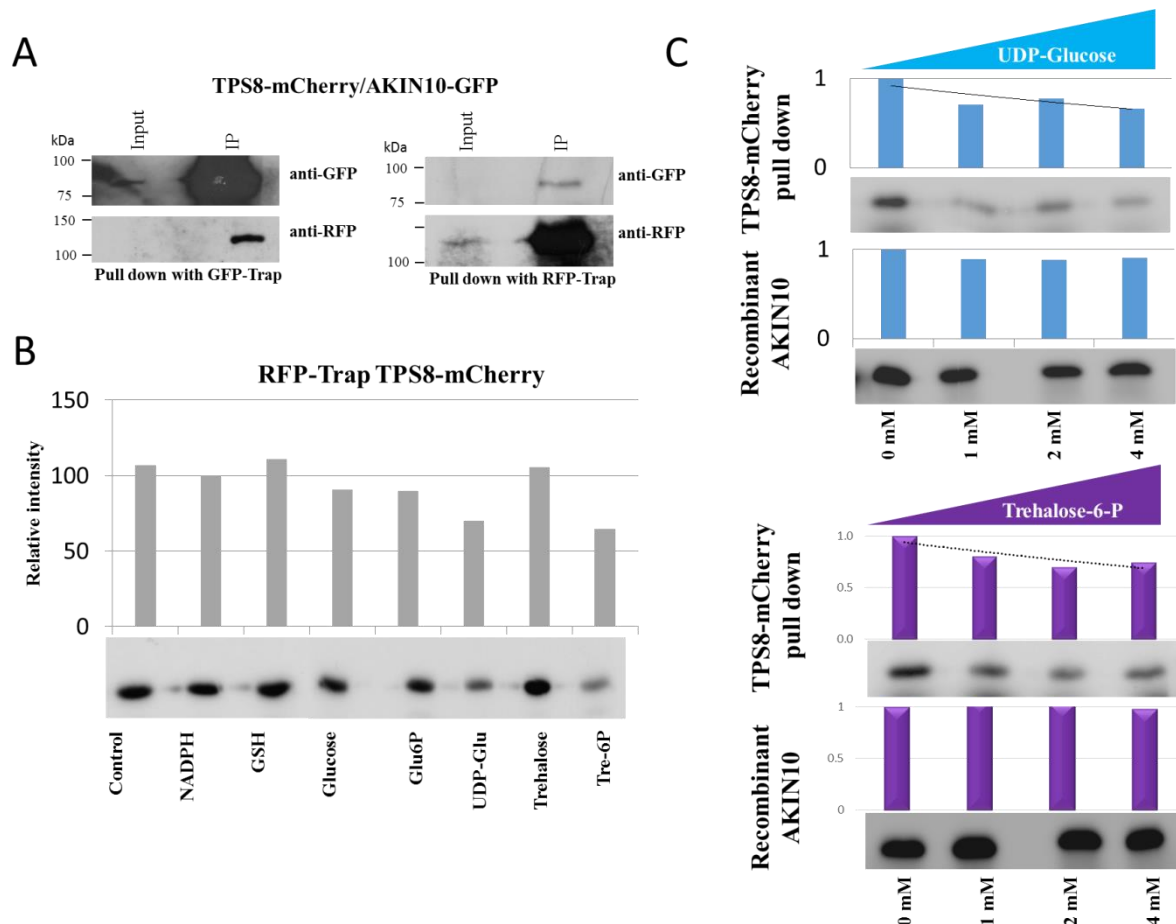 A
TPS8-mCherry/AKIN10-GFP
kDa
Input
IP
100
75
anti-GFP
150
100
anti-RFP
Pull down with GFP-Trap
kDa
Input
IP
100
75
anti-GFP
100
anti-RFP
Pull down with RFP-Trap
B
RFP-Trap TPS8-mCherry
Relative intensity
150
100
50
0
Control
NADPH
GSH
Glucose
Glu6P
UDP-Glu
Trehalose
Tre-6P
C
UDP-Glucose
TPS8-mCherry
pull down
1
0
Recombinant
AKIN10
1
0
0 mM
1 mM
2 mM
4 mM
Trehalose-6-P
TPS8-mCherry
pull down
1.0
0.5
0.0
Recombinant
AKIN10
1
0.5
0
0 mM
1 mM
2 mM
4 mM